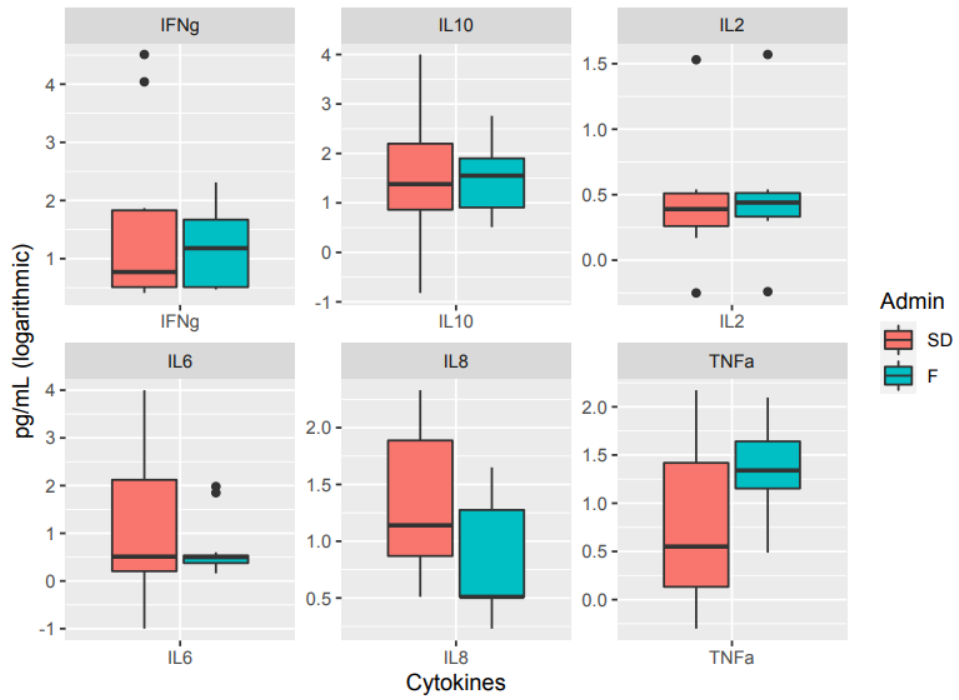 IFNg
IL10
IL2
4
3
2
1
4
3
2
1
0
-1
1.5
1.0
0.5
0.0
IFNg
IL10
IL2
IL6
IL8
TNFa
4
3
2
1
0
-1
2.0
1.5
1.0
0.5
2.0
1.5
1.0
0.5
0.0
IL6
IL8
TNFa
Cytokines
pg/mL (logarithmic)
Admin
SD
F